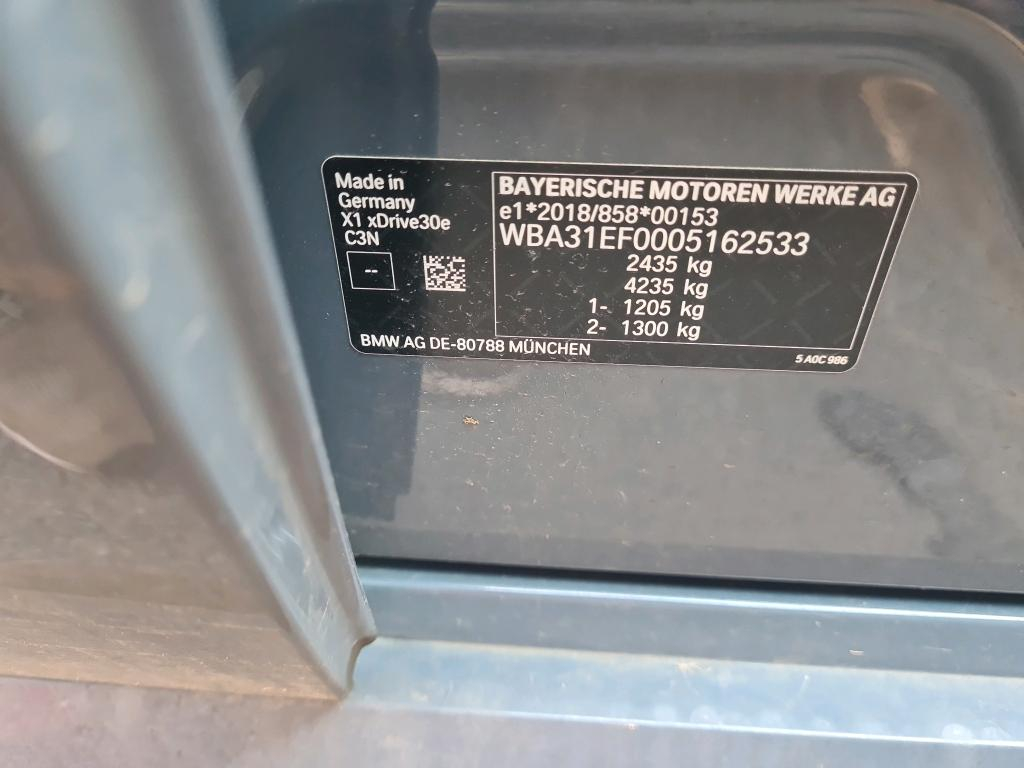 Made in
Germany
X1 xDrive30e
C3N
--
BAYERISCHE MOTOREN WERKE AG
e1*2018/858*00153
WBA31EF0005162533
2435 kg
4235 kg
1- 1205 kg
2- 1300 kg
BMW AG DE-80788 MÜNCHEN
5 A0C 986